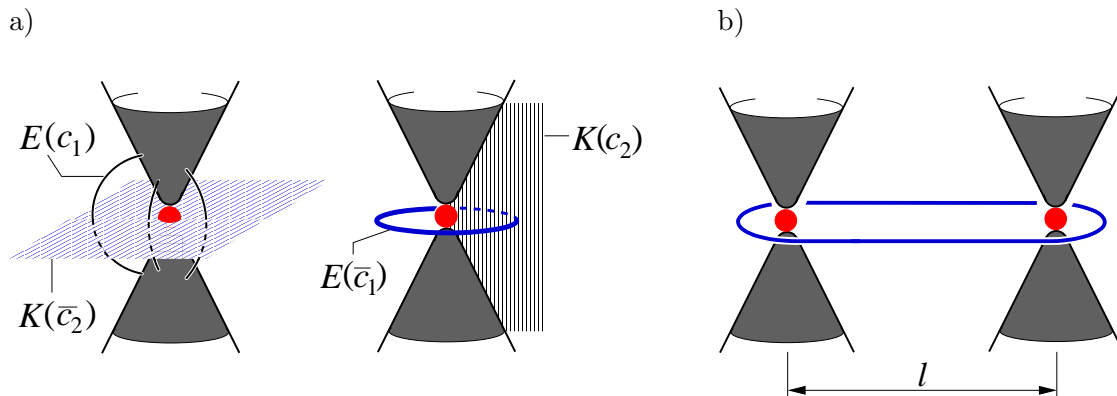 a)
b)
E(c₁)
K(c₂)
E(c̅₁)
K(c̅₂)
l